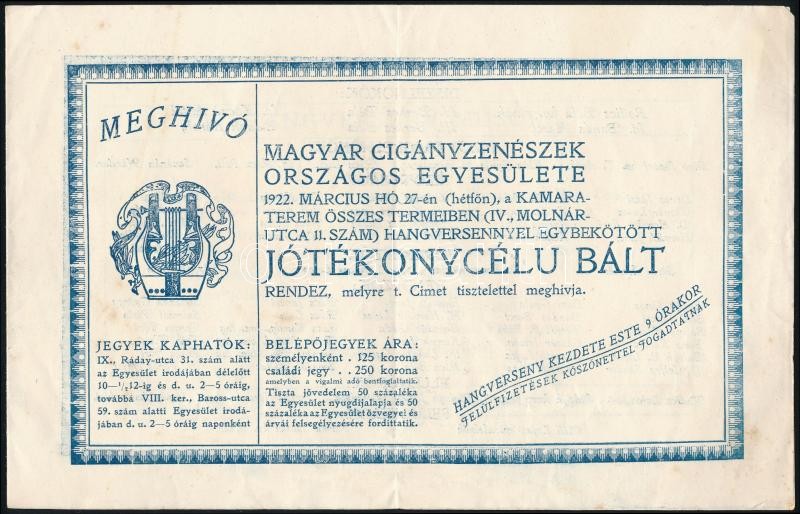 MEGHIVÓ
MAGYAR CIGÁNYZENÉSZEK
ORSZÁGOS EGYESÜLETE
1922. MÁRCIUS HÓ 27-én (hétfőn), a KAMARA-
TEREM ÖSSZES TERMEIBEN (IV., MOLNÁR-
UTCA 11. SZÁM) HANGVERSENNYEL EGYBEKÖTÖTT
JÓTÉKONYCÉLU BÁLT
RENDEZ, melyre t. Cimet tisztelettel meghivja.
JEGYEK KAPHATÓK:
IX., Ráday-utca 31. szám alatt
az Egyesület irodájában délelőtt
10—1/212-ig és d. u. 2—5 óráig,
továbbá VIII. ker., Baross-utca
59. szám alatti Egyesület irodá-
jában d. u. 2—5 óráig naponként
BELÉPŐJEGYEK ÁRA:
személyenként . 125 korona
családi jegy . . 250 korona
amelyben a vigalmi adó bentfoglaltatik.
Tiszta jövedelem 50 százaléka
az Egyesület nyugdijalapja és 50
százaléka az Egyesület özvegyei és
árvái felsegélyezésére fordittatik.
HANGVERSENY KEZDETE ESTE 9 ÓRAKOR
FELÜLFIZETÉSEK KÖSZÖNETTEL FOGADTATNAK